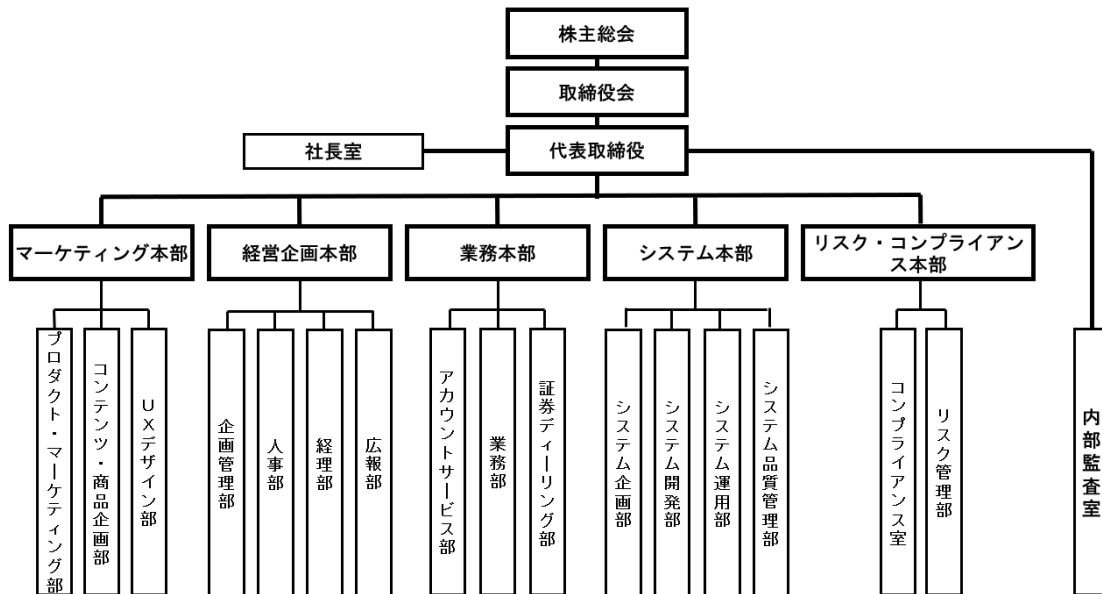 株主総会
取締役会
社長室
代表取締役
マーケティング本部
経営企画本部
業務本部
システム本部
リスク・コンプライアン
ス本部
プロダクト・マーケティング部
コンテンツ・商品企画部
UXデザイン部
企画管理部
人事部
経理部
広報部
アカウントサービス部
業務部
証券ディーリング部
システム企画部
システム開発部
システム運用部
システム品質管理部
コンプライアンス室
リスク管理部
内部監査室